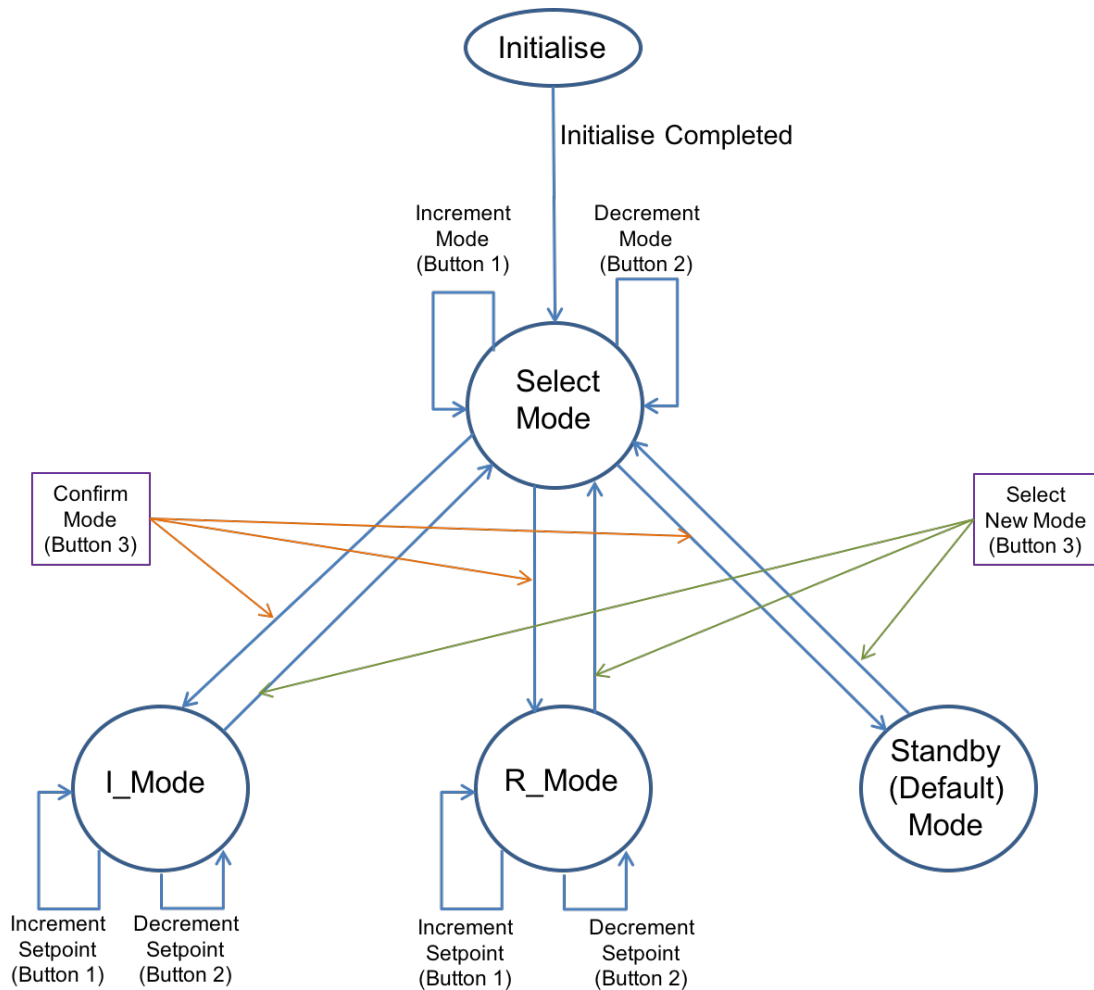 Initialise
Initialise Completed
Increment
Mode
(Button 1)
Decrement
Mode
(Button 2)
Select
Mode
Confirm
Mode
(Button 3)
Select
New Mode
(Button 3)
I_Mode
R_Mode
Standby
(Default)
Mode
Increment
Setpoint
(Button 1)
Decrement
Setpoint
(Button 2)
Increment
Setpoint
(Button 1)
Decrement
Setpoint
(Button 2)